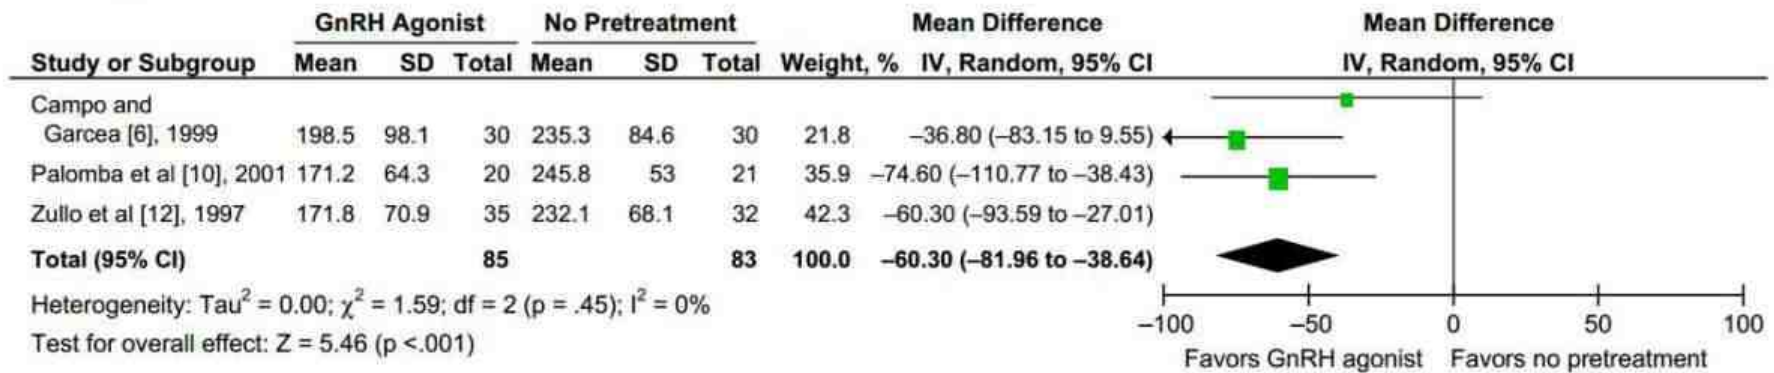 GnRH Agonist No Pretreatment Mean Difference Mean Difference
Study or Subgroup Mean SD Total Mean SD Total Weight, % IV, Random, 95% CI IV, Random, 95% CI
Campo and
Garcea [6], 1999 198.5 98.1 30 235.3 84.6 30 21.8 −36.80 (−83.15 to 9.55)
Palomba et al [10], 2001 171.2 64.3 20 245.8 53 21 35.9 −74.60 (−110.77 to −38.43)
Zullo et al [12], 1997 171.8 70.9 35 232.1 68.1 32 42.3 −60.30 (−93.59 to −27.01)
Total (95% CI) 85 83 100.0 −60.30 (−81.96 to −38.64)
Heterogeneity: Tau² = 0.00; χ² = 1.59; df = 2 (p = .45); I² = 0%
Test for overall effect: Z = 5.46 (p <.001)
−100 −50 0 50 100
Favors GnRH agonist Favors no pretreatment